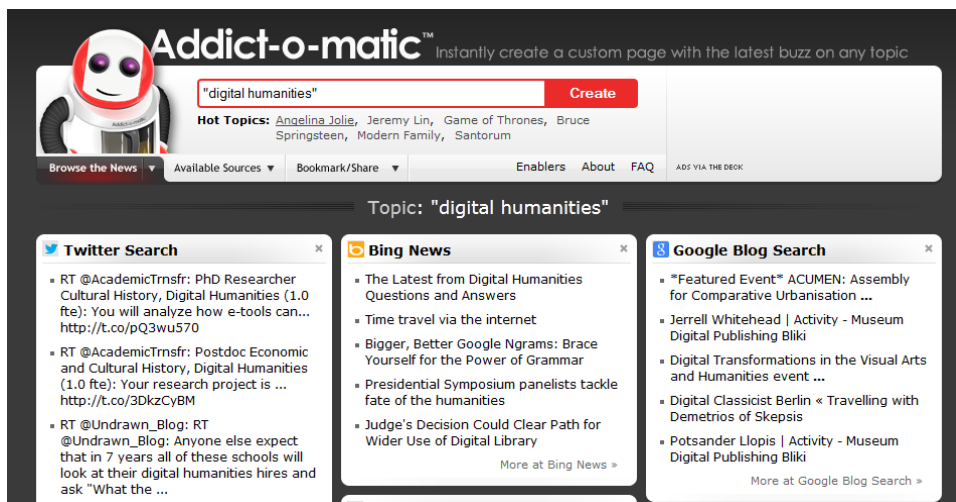 Addict-o-matic™ Instantly create a custom page with the latest buzz on any topic
"digital humanities" Create
Hot Topics: Angelina Jolie, Jeremy Lin, Game of Thrones, Bruce
Springsteen, Modern Family, Santorum
Browse the News ▼ Available Sources ▼ Bookmark/Share ▼ Enablers About FAQ ADS VIA THE DECK
Topic: "digital humanities"
Twitter Search ×
RT @AcademicTrnsfr: PhD Researcher
Cultural History, Digital Humanities (1.0
fte): You will analyze how e-tools can...
http://t.co/pQ3wu570
RT @AcademicTrnsfr: Postdoc Economic
and Cultural History, Digital Humanities
(1.0 fte): Your research project is ...
http://t.co/3DkzCyBM
RT @Undrawn_Blog: RT
@Undrawn_Blog: Anyone else expect
that in 7 years all of these schools will
look at their digital humanities hires and
ask "What the ...
Bing News ×
The Latest from Digital Humanities
Questions and Answers
Time travel via the internet
Bigger, Better Google Ngrams: Brace
Yourself for the Power of Grammar
Presidential Symposium panelists tackle
fate of the humanities
Judge's Decision Could Clear Path for
Wider Use of Digital Library
More at Bing News »
Google Blog Search ×
*Featured Event* ACUMEN: Assembly
for Comparative Urbanisation ...
Jerrell Whitehead | Activity - Museum
Digital Publishing Bliki
Digital Transformations in the Visual Arts
and Humanities event ...
Digital Classicist Berlin « Travelling with
Demetrios of Skepsis
Potsander Llopis | Activity - Museum
Digital Publishing Bliki
More at Google Blog Search »